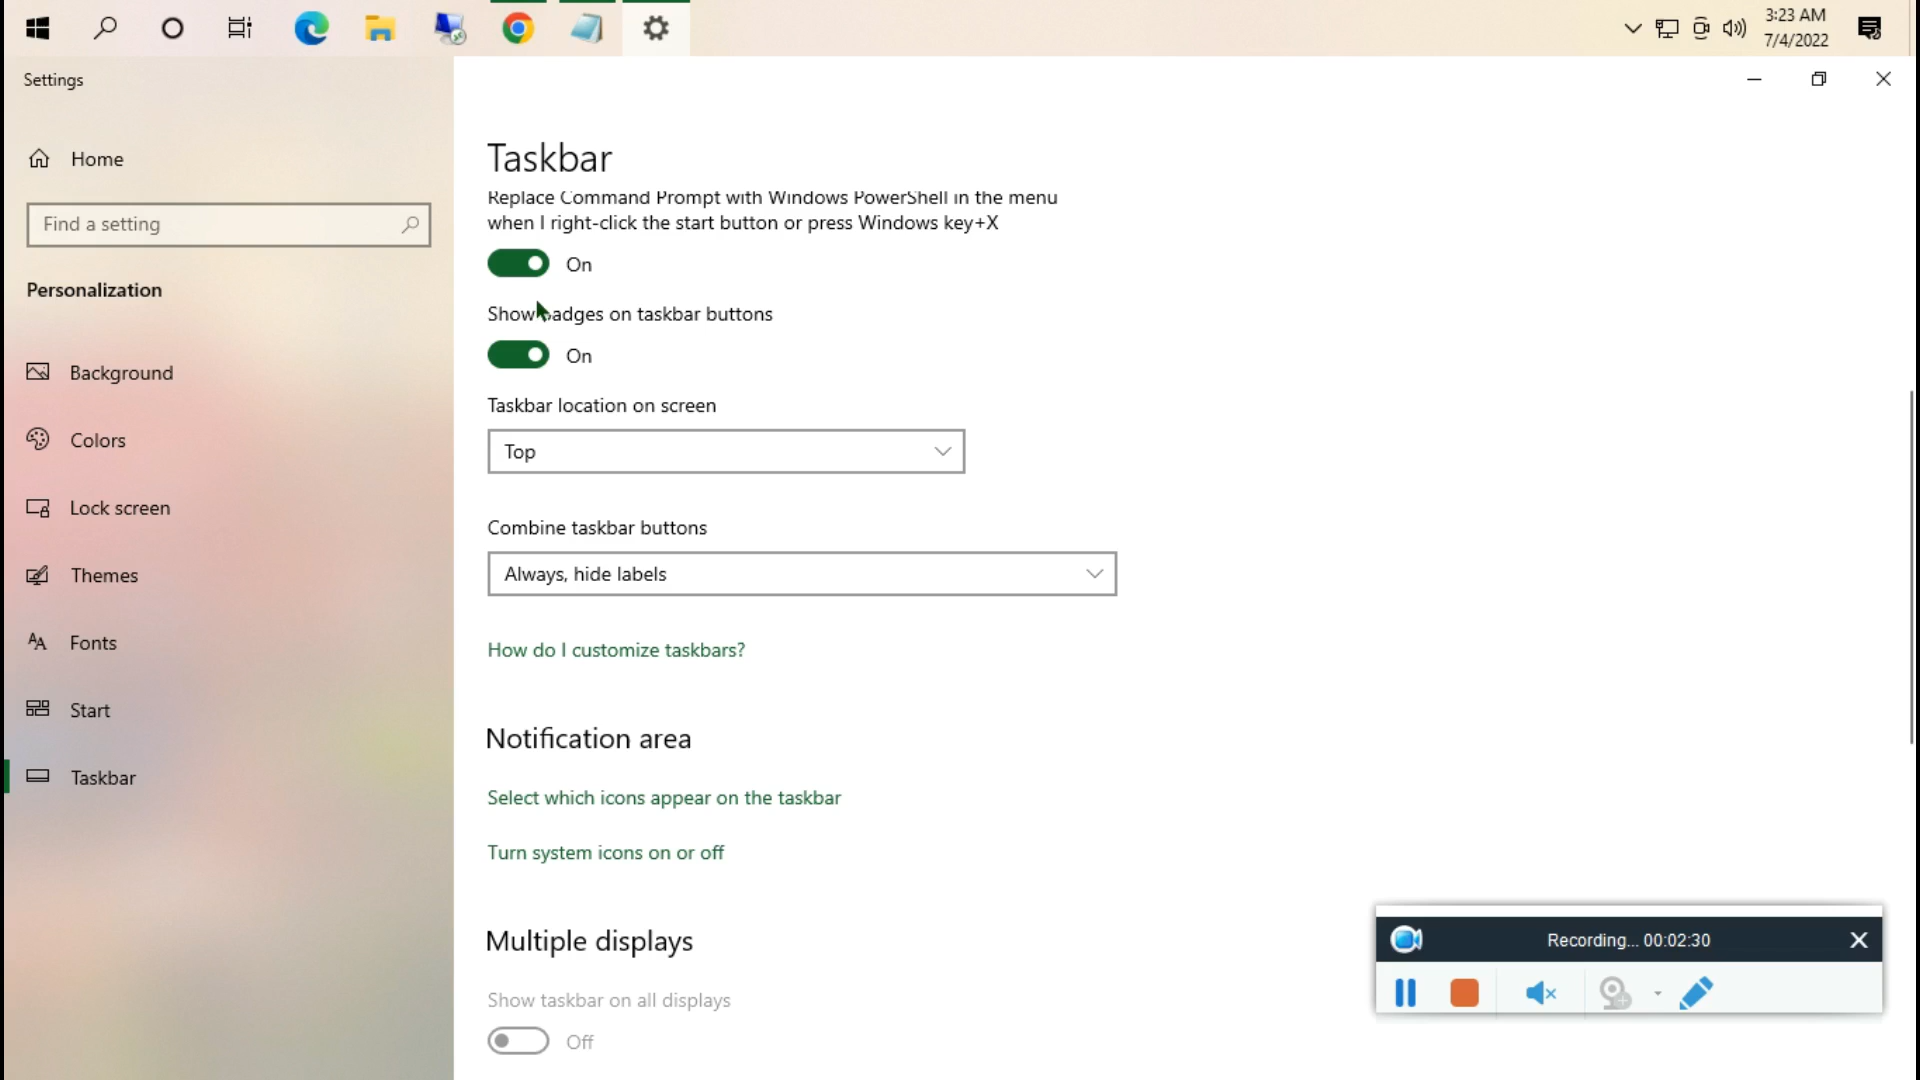 3:23 AM
7/4/2022
Settings
Home
Find a setting
Personalization
Background
Colors
Lock screen
Themes
Fonts
Start
Taskbar
Taskbar
Replace Command Prompt with Windows PowerShell in the menu
when I right-click the start button or press Windows key+X
On
Show badges on taskbar buttons
On
Taskbar location on screen
Top
Combine taskbar buttons
Always, hide labels
How do I customize taskbars?
Notification area
Select which icons appear on the taskbar
Turn system icons on or off
Multiple displays
Show taskbar on all displays
Off
Recording... 00:02:30